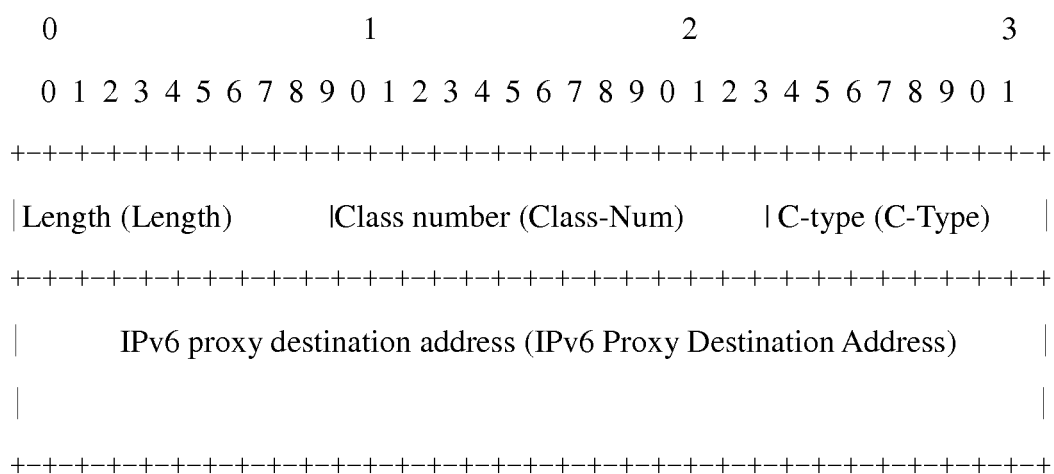 0 1 2 3
0 1 2 3 4 5 6 7 8 9 0 1 2 3 4 5 6 7 8 9 0 1 2 3 4 5 6 7 8 9 0 1
+-+-+-+-+-+-+-+-+-+-+-+-+-+-+-+-+-+-+-+-+-+-+-+-+-+-+-+-+-+-+-+-+
|Length (Length) |Class number (Class-Num) | C-type (C-Type) |
+-+-+-+-+-+-+-+-+-+-+-+-+-+-+-+-+-+-+-+-+-+-+-+-+-+-+-+-+-+-+-+-+
| IPv6 proxy destination address (IPv6 Proxy Destination Address) |
| |
+-+-+-+-+-+-+-+-+-+-+-+-+-+-+-+-+-+-+-+-+-+-+-+-+-+-+-+-+-+-+-+-+